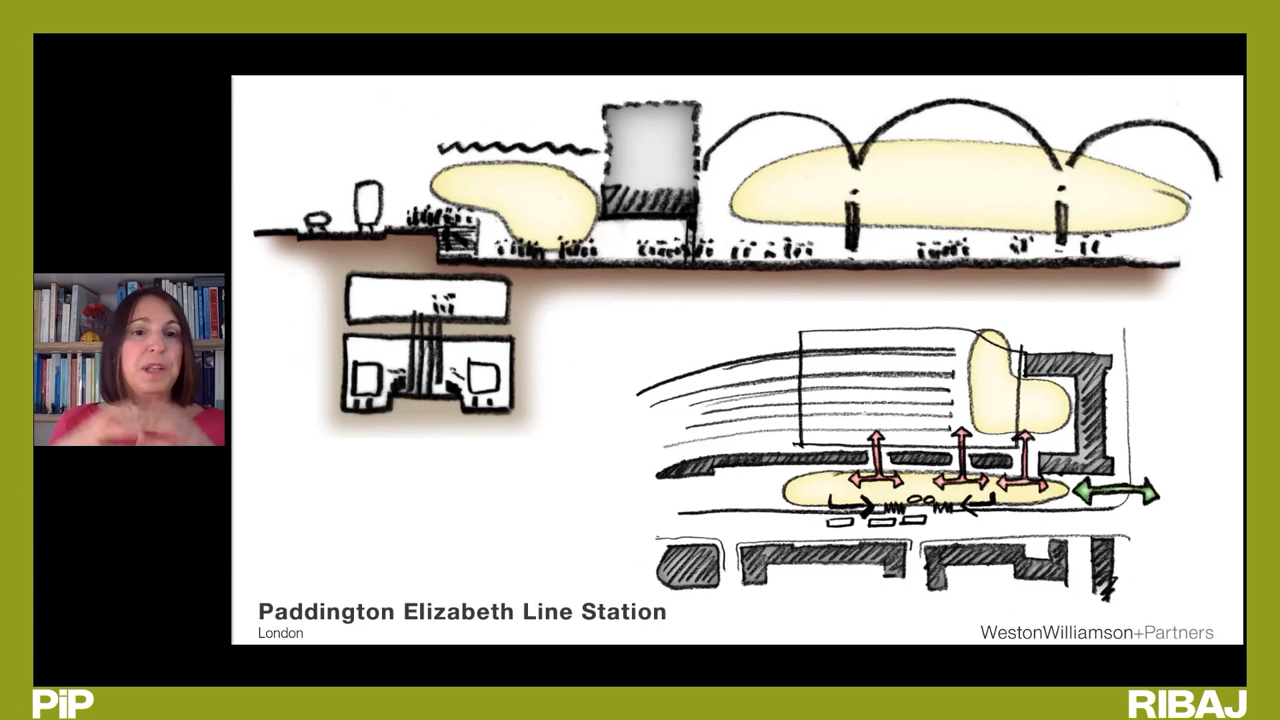 Paddington Elizabeth Line Station
London
WestonWilliamson+Partners
PiP
RIBAJ